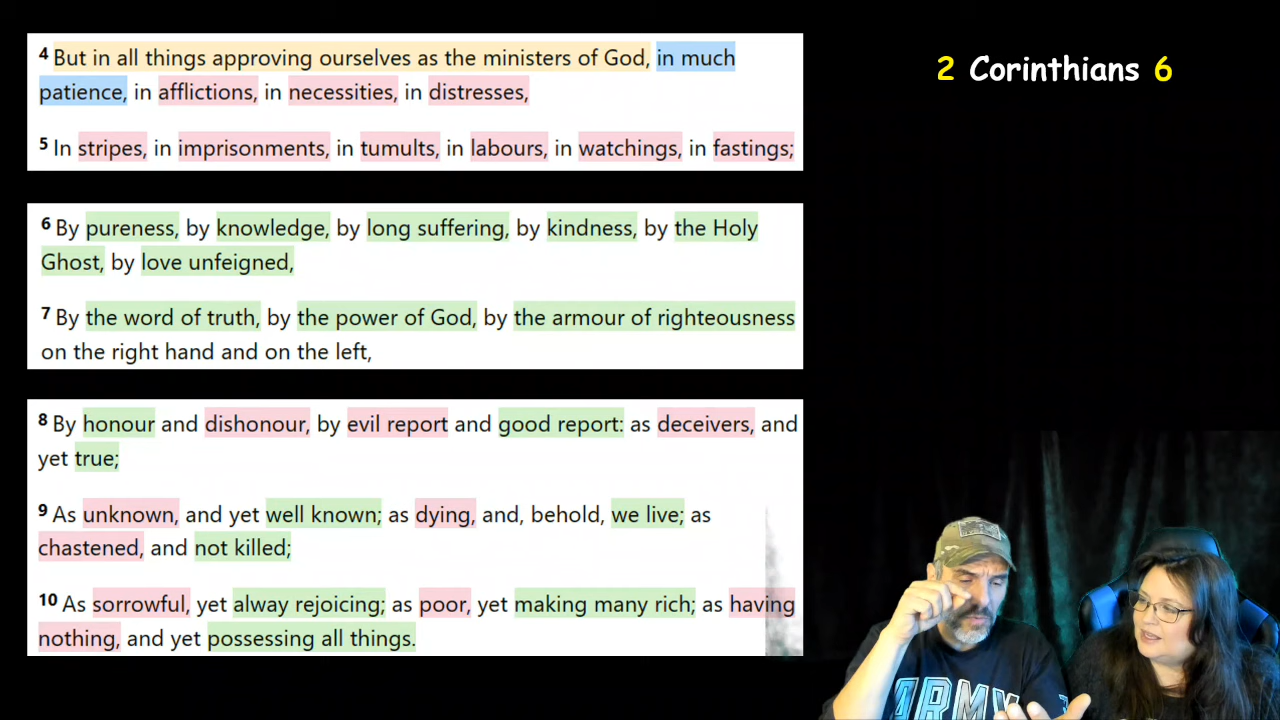 4 But in all things approving ourselves as the ministers of God, in much
patience, in afflictions, in necessities, in distresses,
5 In stripes, in imprisonments, in tumults, in labours, in watchings, in fastings;
6 By pureness, by knowledge, by long suffering, by kindness, by the Holy
Ghost, by love unfeigned,
7 By the word of truth, by the power of God, by the armour of righteousness
on the right hand and on the left,
8 By honour and dishonour, by evil report and good report: as deceivers, and
yet true;
9 As unknown, and yet well known; as dying, and, behold, we live; as
chastened, and not killed;
10 As sorrowful, yet alway rejoicing; as poor, yet making many rich; as having
nothing, and yet possessing all things.
2 Corinthians 6
ARMY